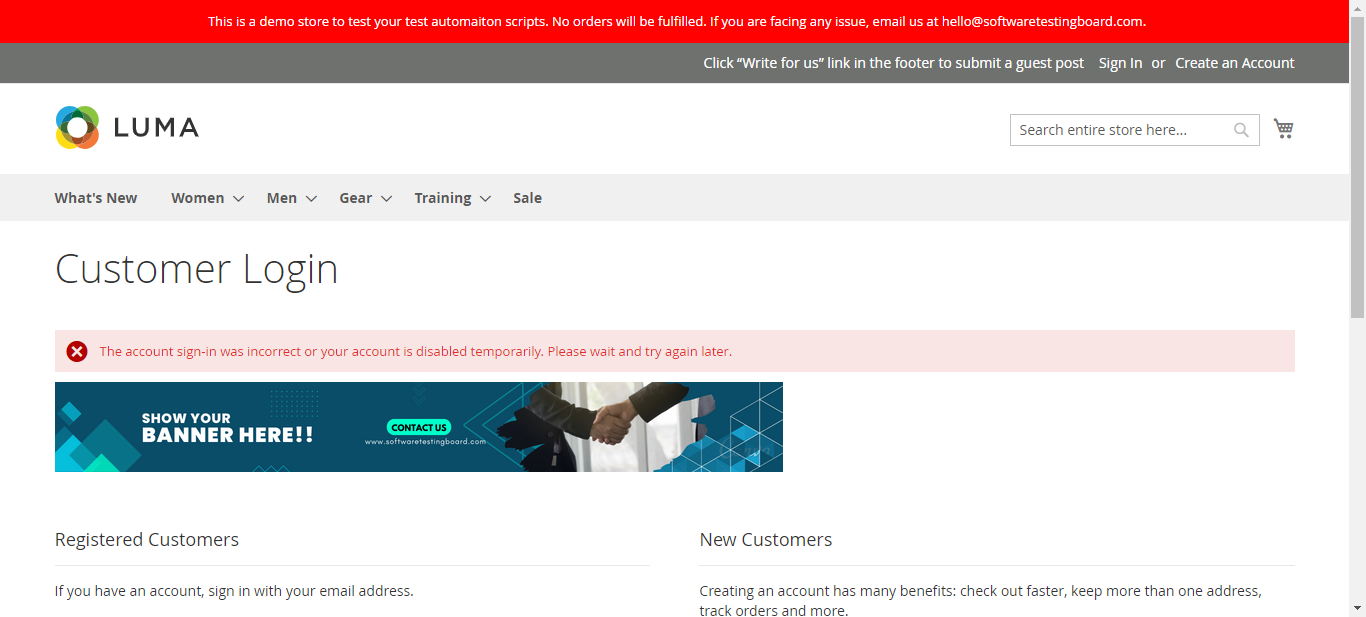 This is a demo store to test your test automaiton scripts. No orders will be fulfilled. If you are facing any issue, email us at hello@softwaretestingboard.com.
Click “Write for us” link in the footer to submit a guest post Sign In or Create an Account
LUMA
Search entire store here...
What's New Women Men Gear Training Sale
Customer Login
The account sign-in was incorrect or your account is disabled temporarily. Please wait and try again later.
SHOW YOUR
BANNER HERE!!
CONTACT US
www.softwaretestingboard.com
Registered Customers
If you have an account, sign in with your email address.
New Customers
Creating an account has many benefits: check out faster, keep more than one address,
track orders and more.